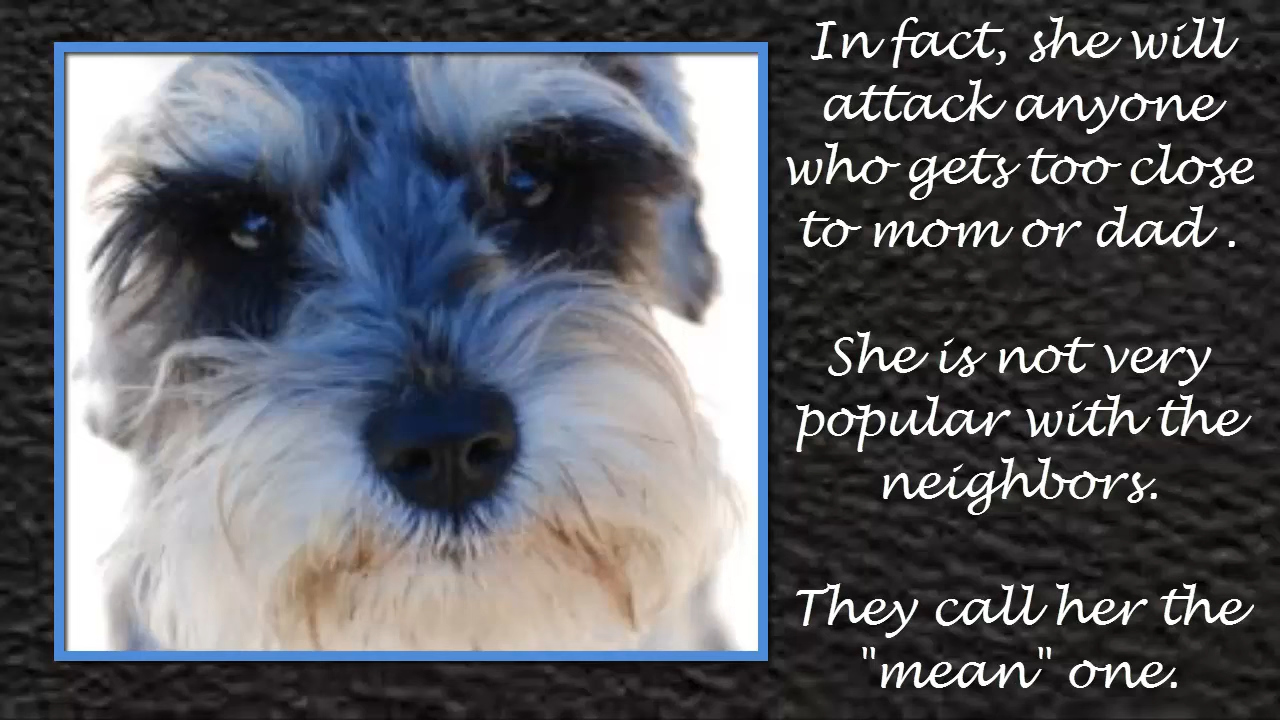 In fact, she will
attack anyone
who gets too close
to mom or dad .
She is not very
popular with the
neighbors.
They call her the
"mean" one.